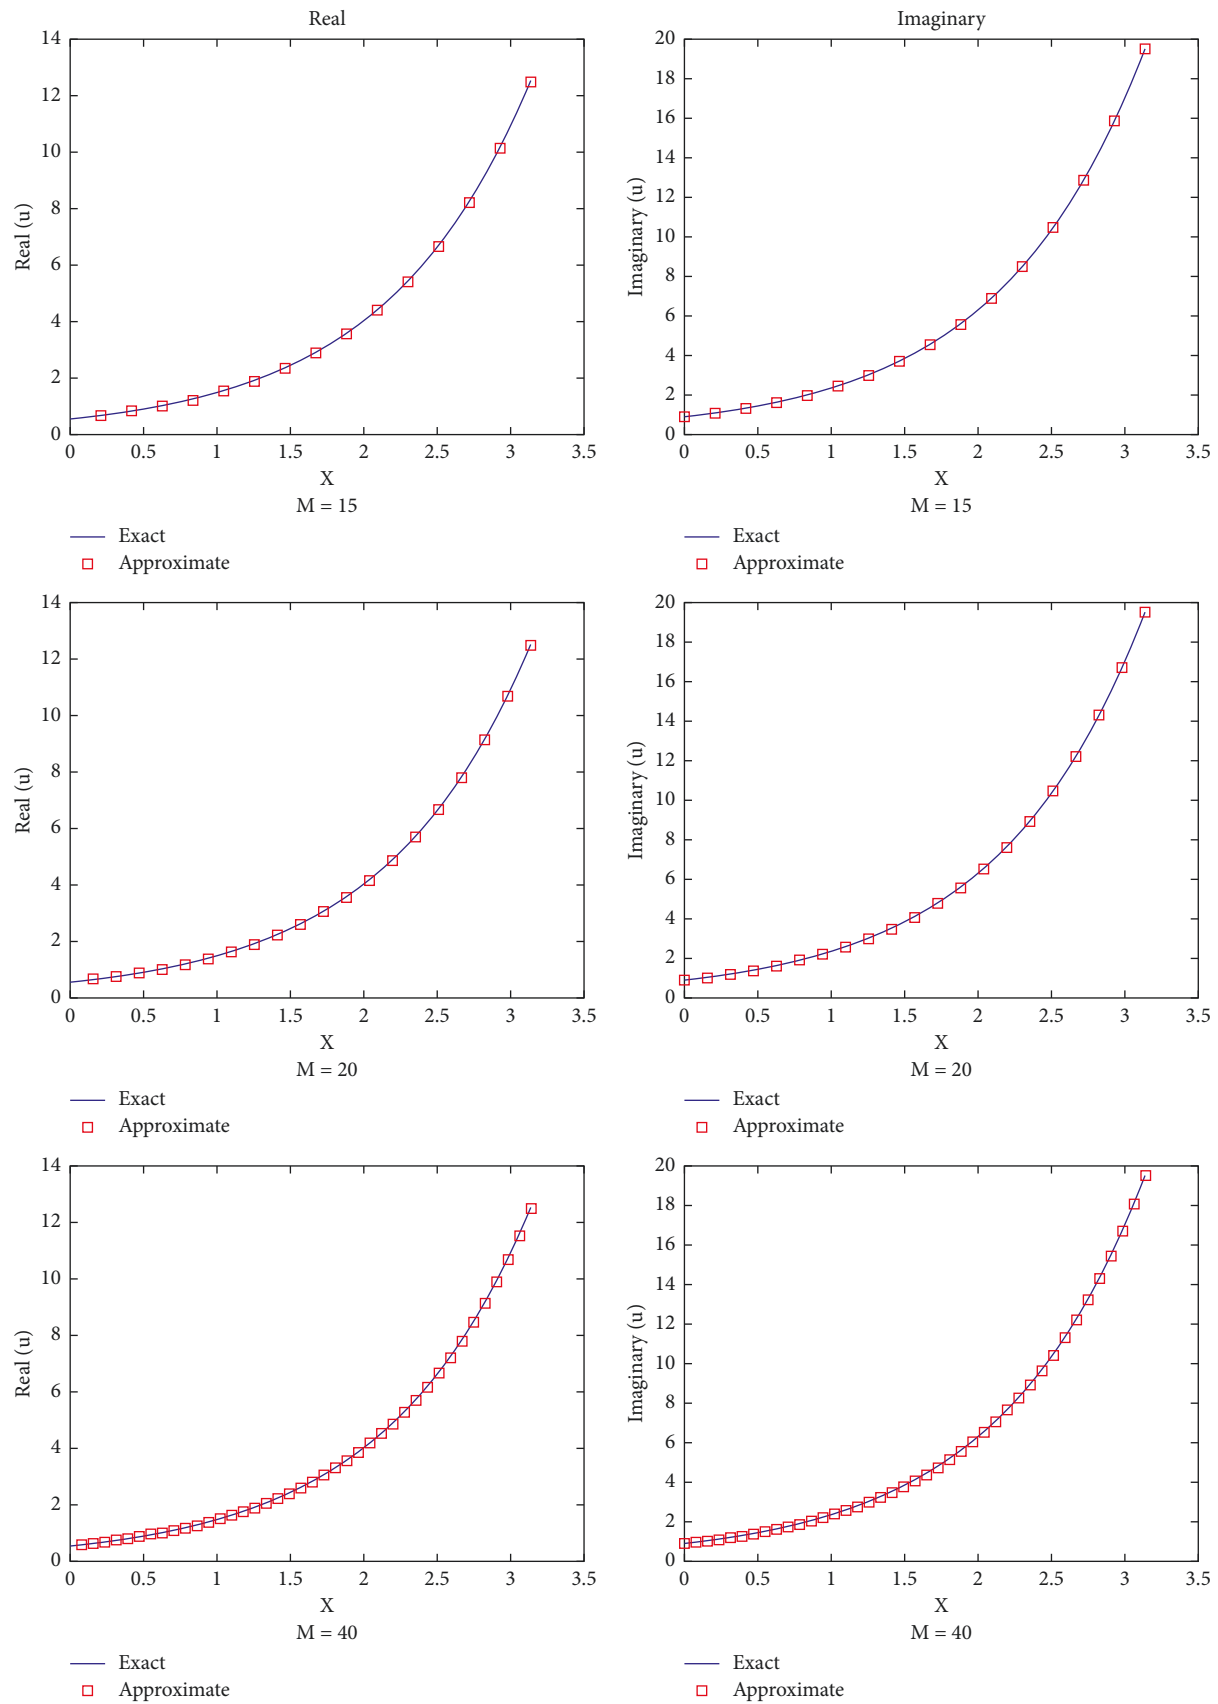 Real
14
12
10
8
6
4
2
0
Real (u)
0 0.5 1 1.5 2 2.5 3 3.5
X
M = 15
Exact
Approximate
Imaginary
20
18
16
14
12
10
8
6
4
2
0
Imaginary (u)
0 0.5 1 1.5 2 2.5 3 3.5
X
M = 15
Exact
Approximate
14
12
10
8
6
4
2
0
Real (u)
0 0.5 1 1.5 2 2.5 3 3.5
X
M = 20
Exact
Approximate
20
18
16
14
12
10
8
6
4
2
0
Imaginary (u)
0 0.5 1 1.5 2 2.5 3 3.5
X
M = 20
Exact
Approximate
14
12
10
8
6
4
2
0
Real (u)
0 0.5 1 1.5 2 2.5 3 3.5
X
M = 40
Exact
Approximate
20
18
16
14
12
10
8
6
4
2
0
Imaginary (u)
0 0.5 1 1.5 2 2.5 3 3.5
X
M = 40
Exact
Approximate